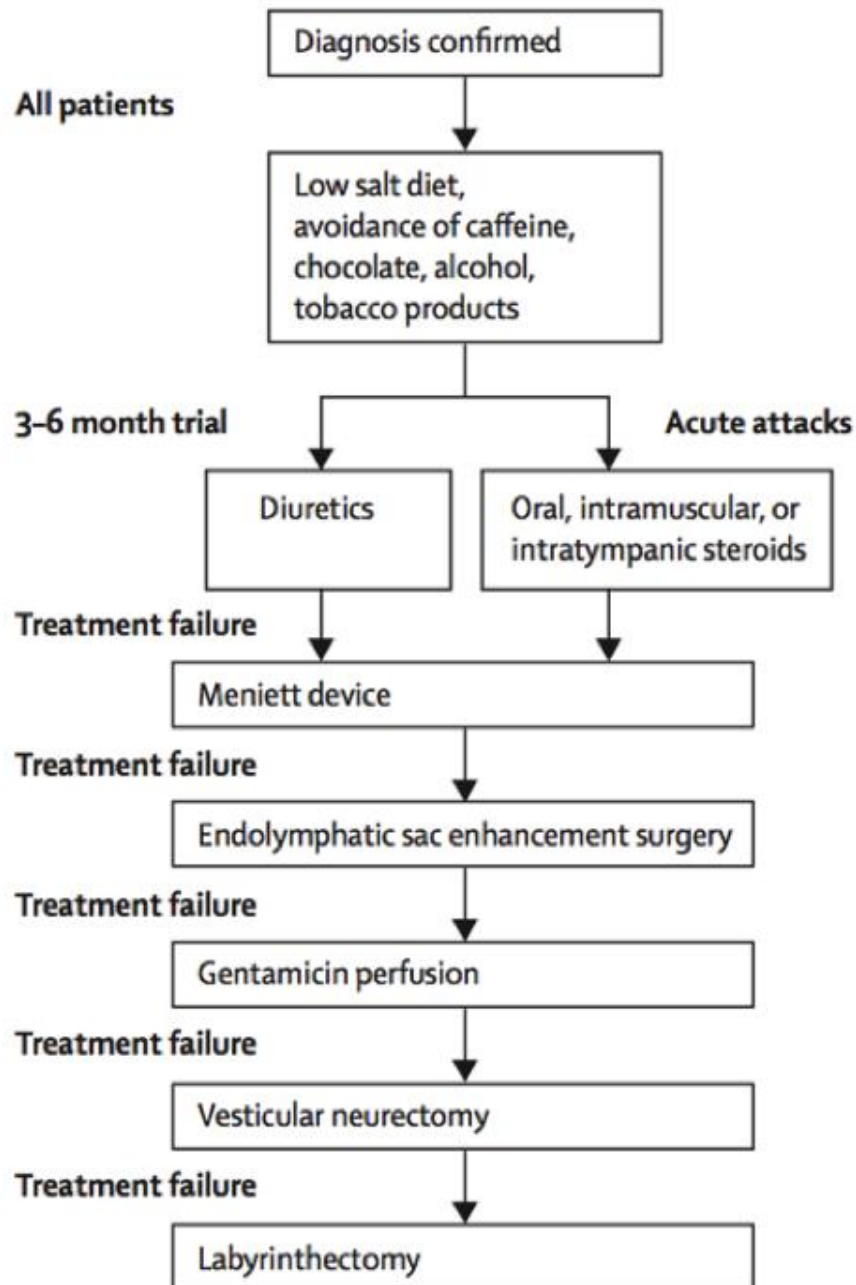 Diagnosis confirmed
All patients
Low salt diet,
avoidance of caffeine,
chocolate, alcohol,
tobacco products
3–6 month trial
Acute attacks
Diuretics
Oral, intramuscular, or
intratympanic steroids
Treatment failure
Meniett device
Treatment failure
Endolymphatic sac enhancement surgery
Treatment failure
Gentamicin perfusion
Treatment failure
Vesticular neurectomy
Treatment failure
Labyrinthectomy